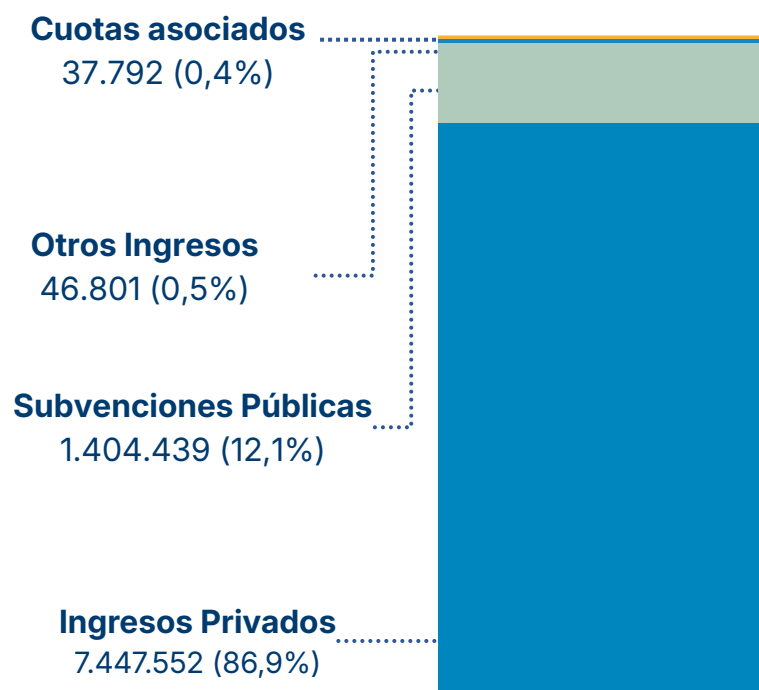 Cuotas asociados
37.792 (0,4%)
Otros Ingresos
46.801 (0,5%)
Subvenciones Públicas
1.404.439 (12,1%)
Ingresos Privados
7.447.552 (86,9%)